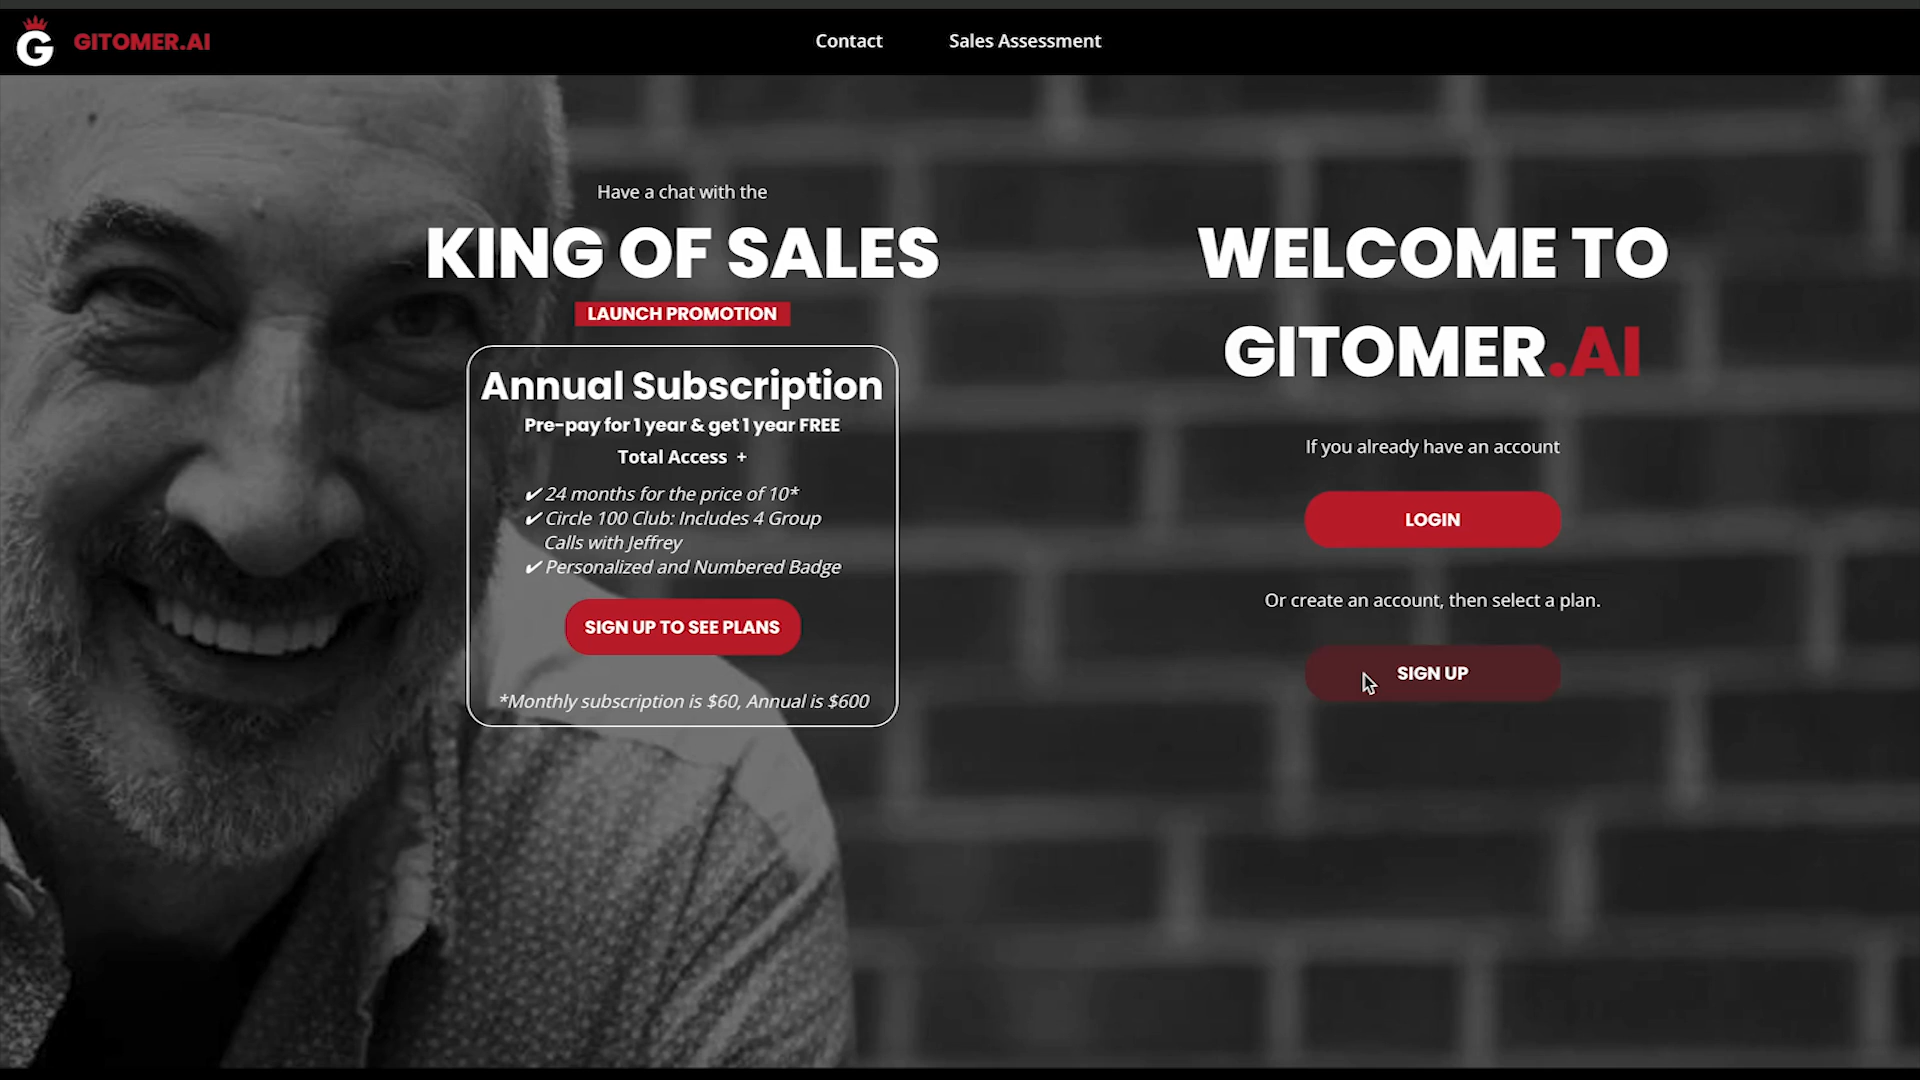 G GITOMER.AI
Contact
Sales Assessment
Have a chat with the
KING OF SALES
LAUNCH PROMOTION
Annual Subscription
Pre-pay for 1 year & get 1 year FREE
Total Access +
✔ 24 months for the price of 10*
✔ Circle 100 Club: Includes 4 Group
Calls with Jeffrey
✔ Personalized and Numbered Badge
SIGN UP TO SEE PLANS
*Monthly subscription is $60, Annual is $600
WELCOME TO
GITOMER.AI
If you already have an account
LOGIN
Or create an account, then select a plan.
SIGN UP